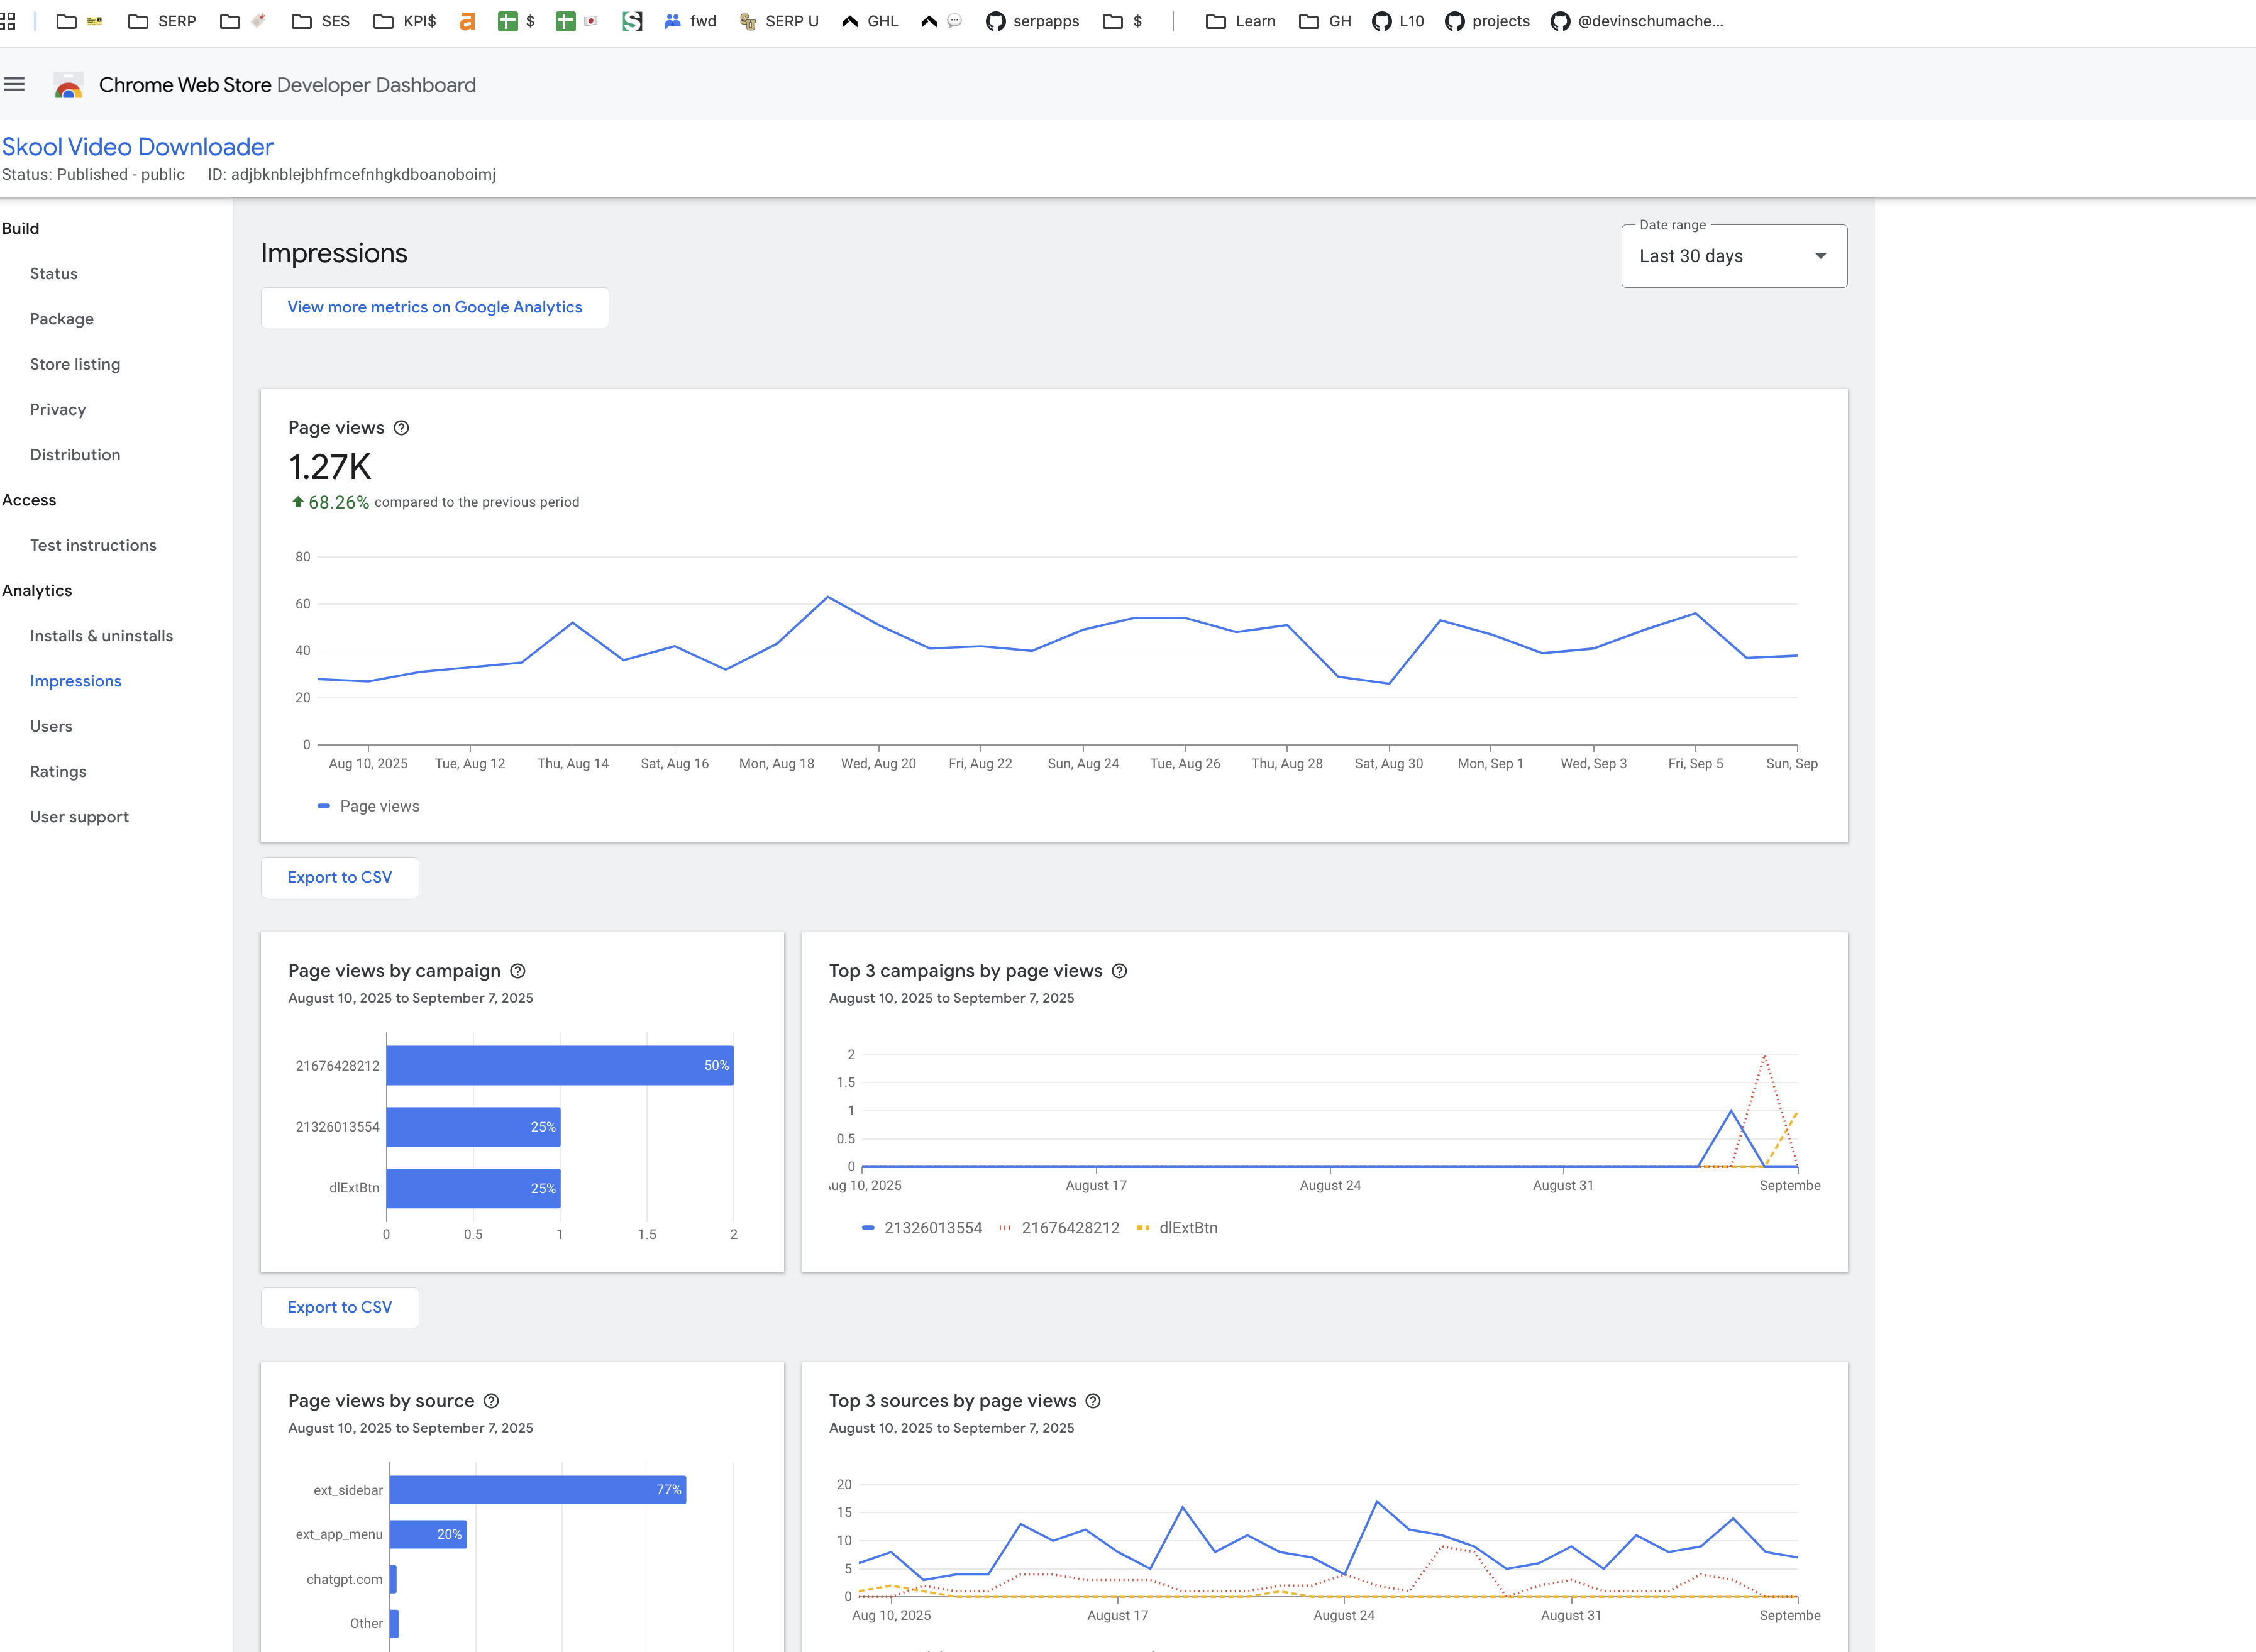 SERP SES KPI$ $ fwd SERP U GHL serpapps $ Learn GH L10 projects @devinschumache...
Chrome Web Store Developer Dashboard
Skool Video Downloader
Status: Published - public ID: adjbknblejbhfmcefnhgkdboanoboimj
Build
Status
Package
Store listing
Privacy
Distribution
Access
Test instructions
Analytics
Installs & uninstalls
Impressions
Users
Ratings
User support
Impressions
Date range
Last 30 days
View more metrics on Google Analytics
Page views
1.27K
68.26% compared to the previous period
80
60
40
20
0
Aug 10, 2025 Tue, Aug 12 Thu, Aug 14 Sat, Aug 16 Mon, Aug 18 Wed, Aug 20 Fri, Aug 22 Sun, Aug 24 Tue, Aug 26 Thu, Aug 28 Sat, Aug 30 Mon, Sep 1 Wed, Sep 3 Fri, Sep 5 Sun, Sep
Page views
Export to CSV
Page views by campaign
August 10, 2025 to September 7, 2025
21676428212 50%
21326013554 25%
dlExtBtn 25%
0 0.5 1 1.5 2
Top 3 campaigns by page views
August 10, 2025 to September 7, 2025
2
1.5
1
0.5
0
ug 10, 2025 August 17 August 24 August 31 Septembe
21326013554 21676428212 dlExtBtn
Export to CSV
Page views by source
August 10, 2025 to September 7, 2025
ext_sidebar 77%
ext_app_menu 20%
chatgpt.com
Other
Top 3 sources by page views
August 10, 2025 to September 7, 2025
20
15
10
5
0
Aug 10, 2025 August 17 August 24 August 31 Septembe